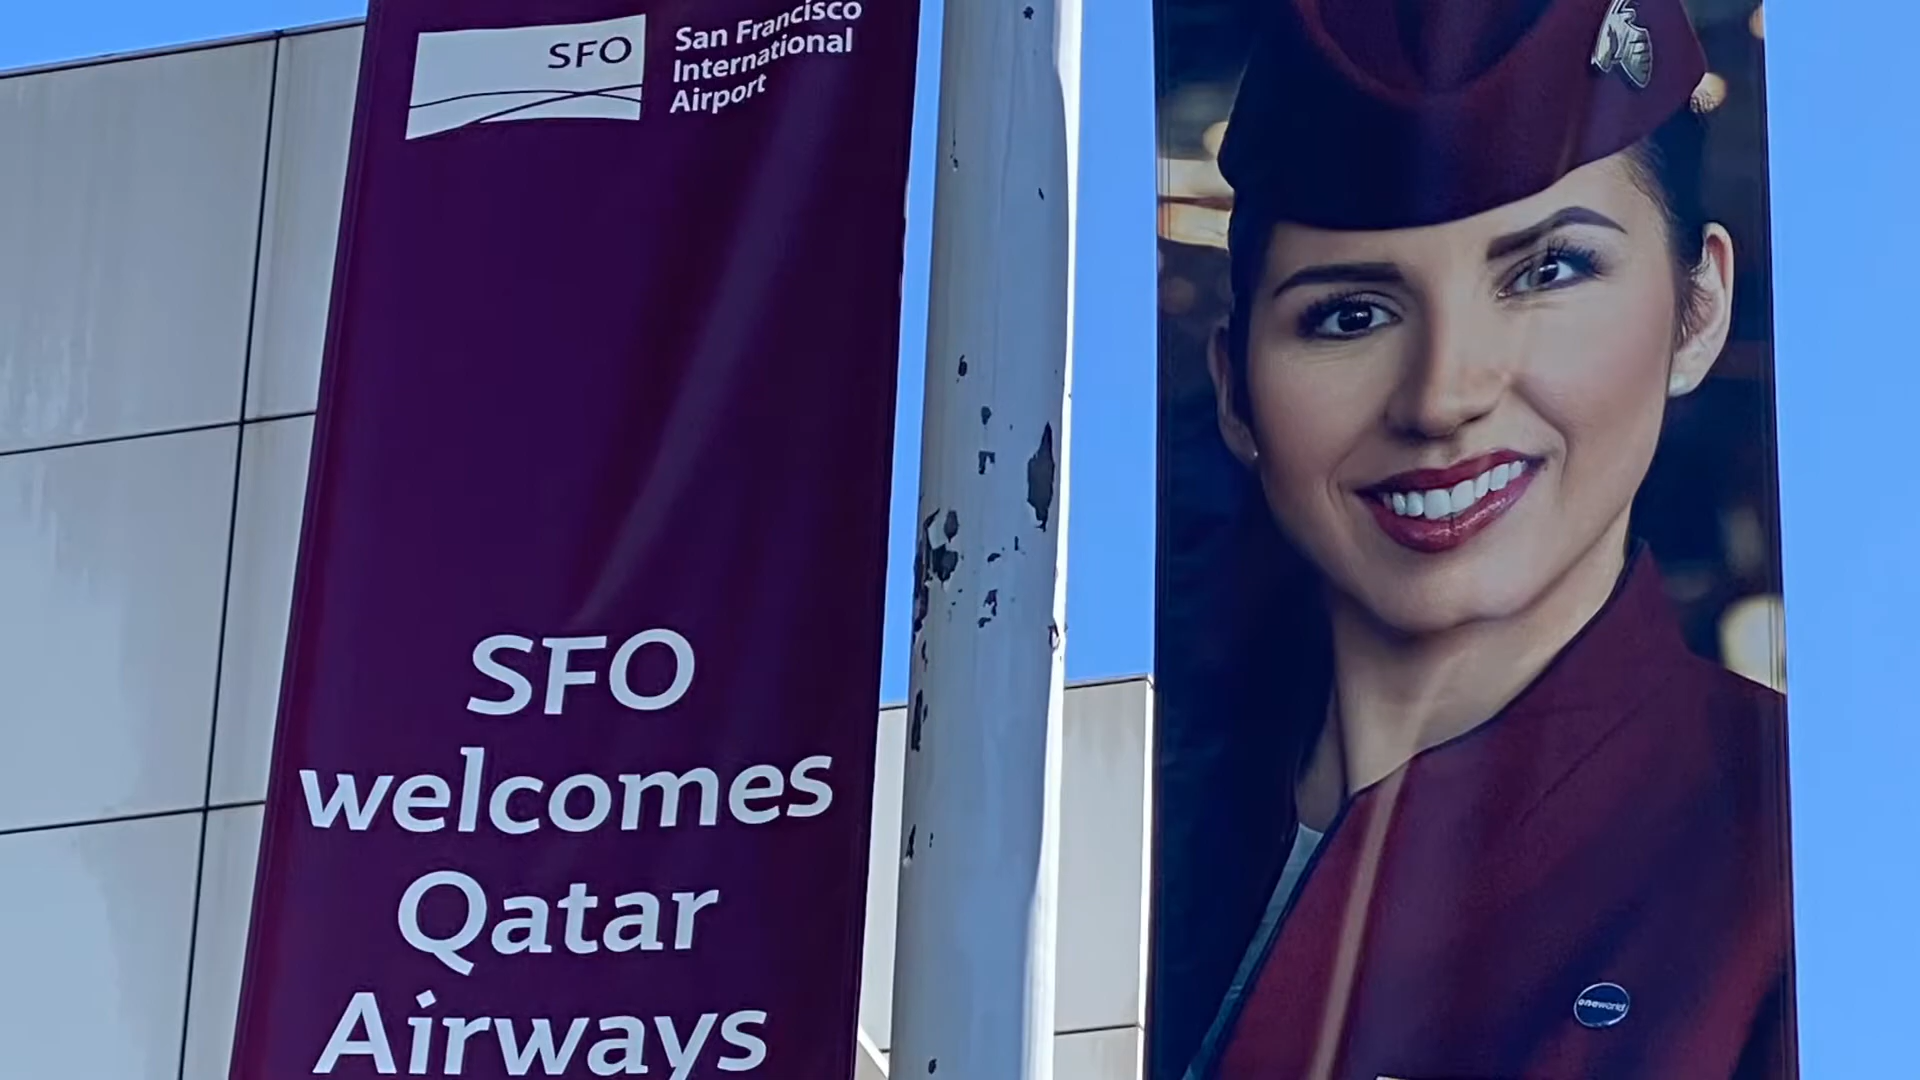 SFO
San Francisco
International
Airport
SFO
welcomes
Qatar
Airways
oneworld